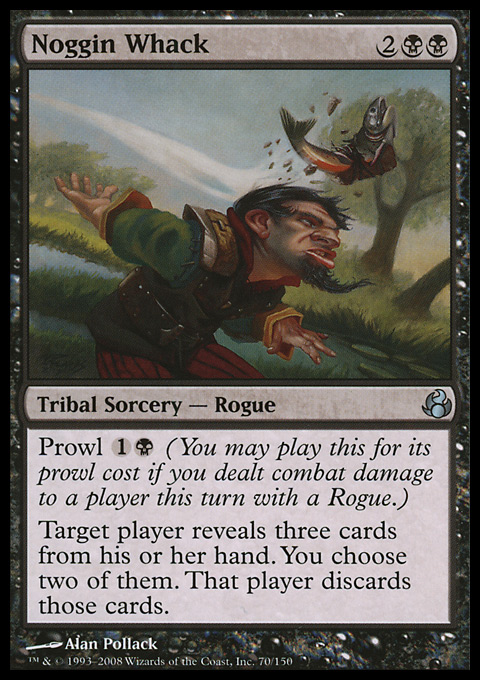 Noggin Whack 2
Tribal Sorcery — Rogue
Prowl 1 (You may play this for its
prowl cost if you dealt combat damage
to a player this turn with a Rogue.)
Target player reveals three cards
from his or her hand. You choose
two of them. That player discards
those cards.
Alan Pollack
™ & © 1993–2008 Wizards of the Coast, Inc. 70/150